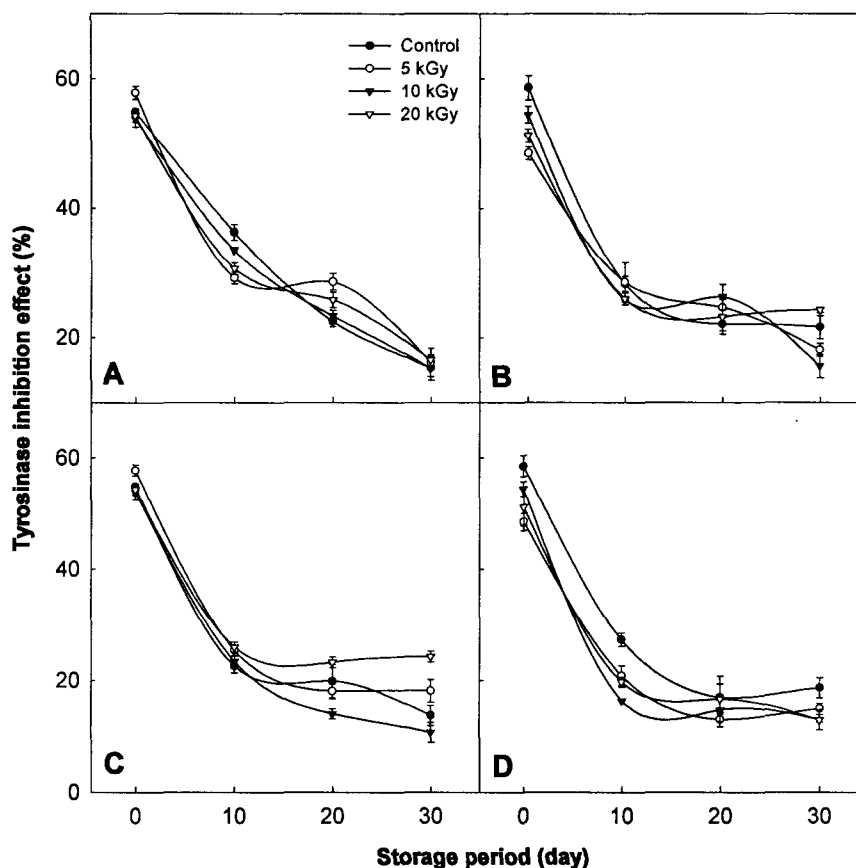 Control
5 kGy
10 kGy
20 kGy
60
40
20
A
B
60
40
20
0
C
D
0 10 20 30 0 10 20 30
Tyrosinase inhibition effect (%)
Storage period (day)